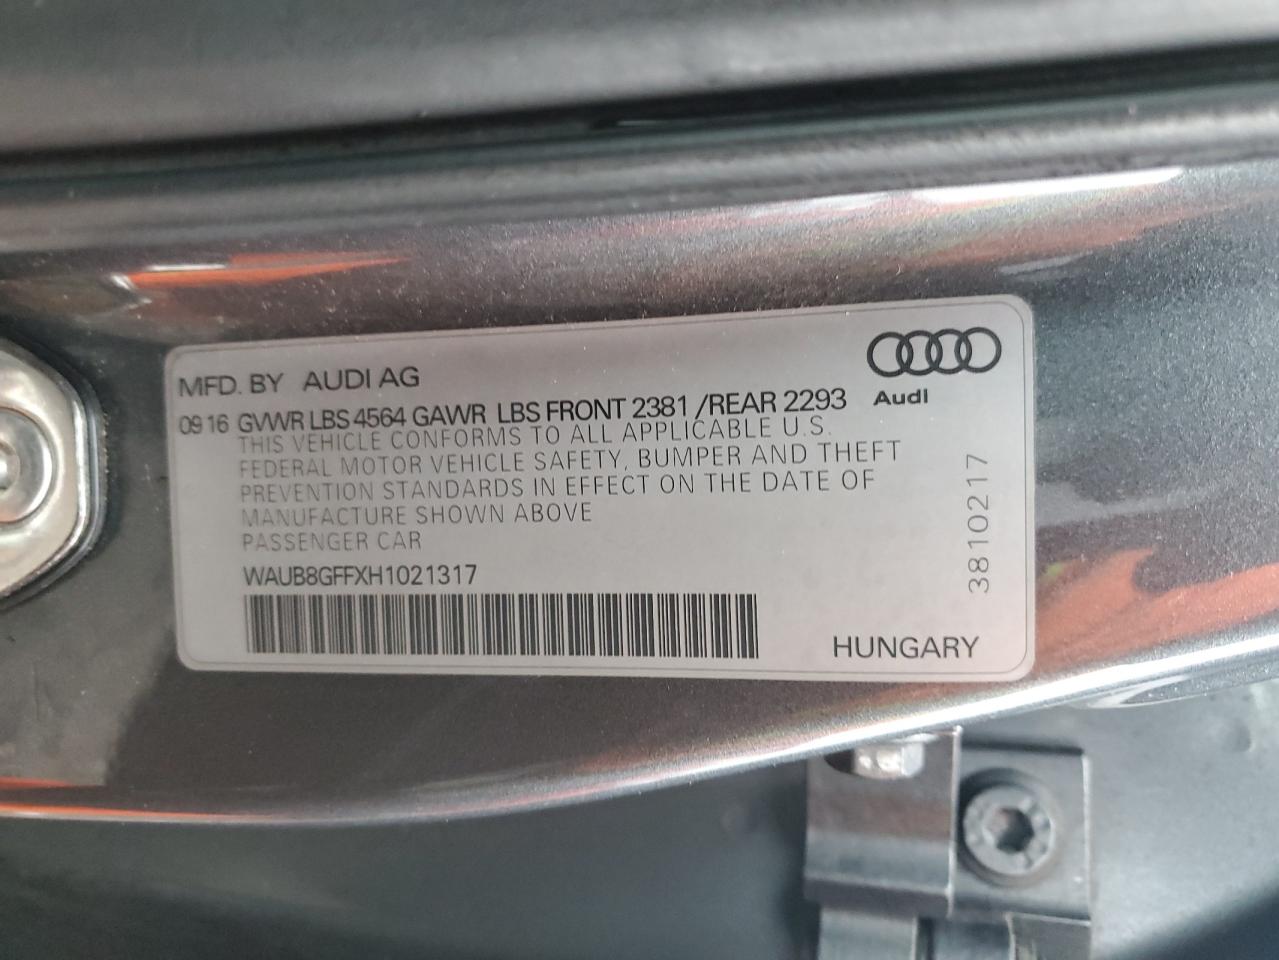 MFD. BY AUDI AG
Audi
09 16 GVWR LBS 4564 GAWR LBS FRONT 2381 /REAR 2293
THIS VEHICLE CONFORMS TO ALL APPLICABLE U.S.
FEDERAL MOTOR VEHICLE SAFETY, BUMPER AND THEFT
PREVENTION STANDARDS IN EFFECT ON THE DATE OF
MANUFACTURE SHOWN ABOVE
PASSENGER CAR
WAUB8GFFXH1021317
HUNGARY
3810217